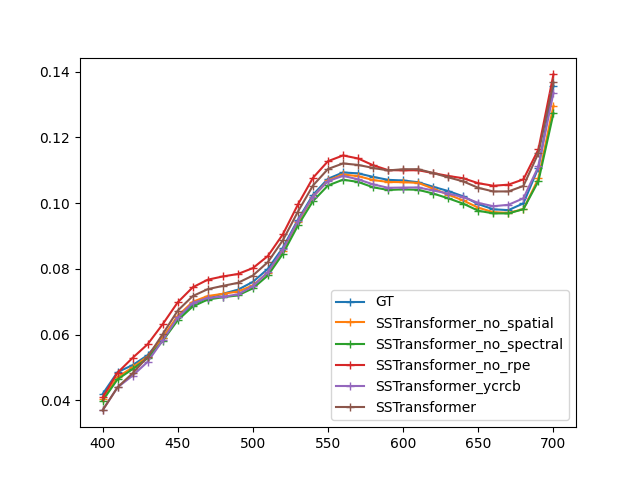 0.14
0.12
0.10
0.08
0.06
0.04
400 450 500 550 600 650 700
GT
SSTransformer_no_spatial
SSTransformer_no_spectral
SSTransformer_no_rpe
SSTransformer_ycrcb
SSTransformer